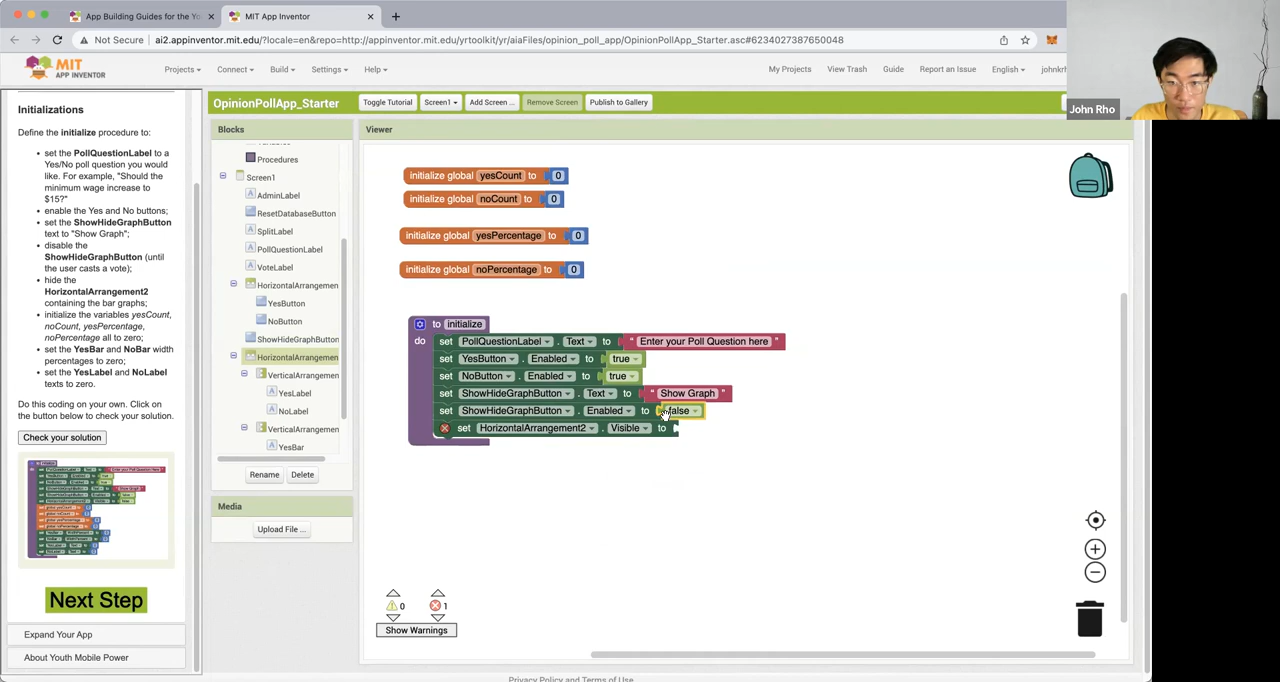 App Building Guides for the Yo
MIT App Inventor
Not Secure
ai2.appinventor.mit.edu/?locale=en&repo=http://appinventor.mit.edu/yrtoolkit/yr/aiaFiles/opinion_poll_app/OpinionPollApp_Starter.asc#6234027387650048
MIT
APP INVENTOR
Projects
Connect
Build
Settings
Help
My Projects
View Trash
Guide
Report an Issue
English
John Rho
OpinionPollApp_Starter
Toggle Tutorial
Screen1
Add Screen ...
Remove Screen
Publish to Gallery
Initializations
Define the initialize procedure to:
• set the PollQuestionLabel to a
Yes/No poll question you would
like. For example, "Should the
minimum wage increase to
$15?"
• enable the Yes and No buttons;
• set the ShowHideGraphButton
text to "Show Graph";
• disable the
ShowHideGraphButton (until
the user casts a vote);
• hide the
HorizontalArrangement2
containing the bar graphs;
• initialize the variables yesCount,
noCount, yesPercentage,
noPercentage all to zero;
• set the YesBar and NoBar width
percentages to zero;
• set the YesLabel and NoLabel
texts to zero.
Do this coding on your own. Click on
the button below to check your solution.
Check your solution
Next Step
Expand Your App
About Youth Mobile Power
Blocks
Procedures
Screen1
AdminLabel
ResetDatabaseButton
SplitLabel
PollQuestionLabel
VoteLabel
HorizontalArrangemen
YesButton
NoButton
ShowHideGraphButton
HorizontalArrangemen
VerticalArrangemen
YesLabel
NoLabel
VerticalArrangemen
YesBar
Rename
Delete
Media
Upload File ...
Viewer
initialize global yesCount to 0
initialize global noCount to 0
initialize global yesPercentage to 0
initialize global noPercentage to 0
to initialize
do set PollQuestionLabel . Text to " Enter your Poll Question here "
set YesButton . Enabled to true
set NoButton . Enabled to true
set ShowHideGraphButton . Text to " Show Graph "
set ShowHideGraphButton . Enabled to false
set HorizontalArrangement2 . Visible to
0
1
Show Warnings
Privacy Policy and Terms of Use